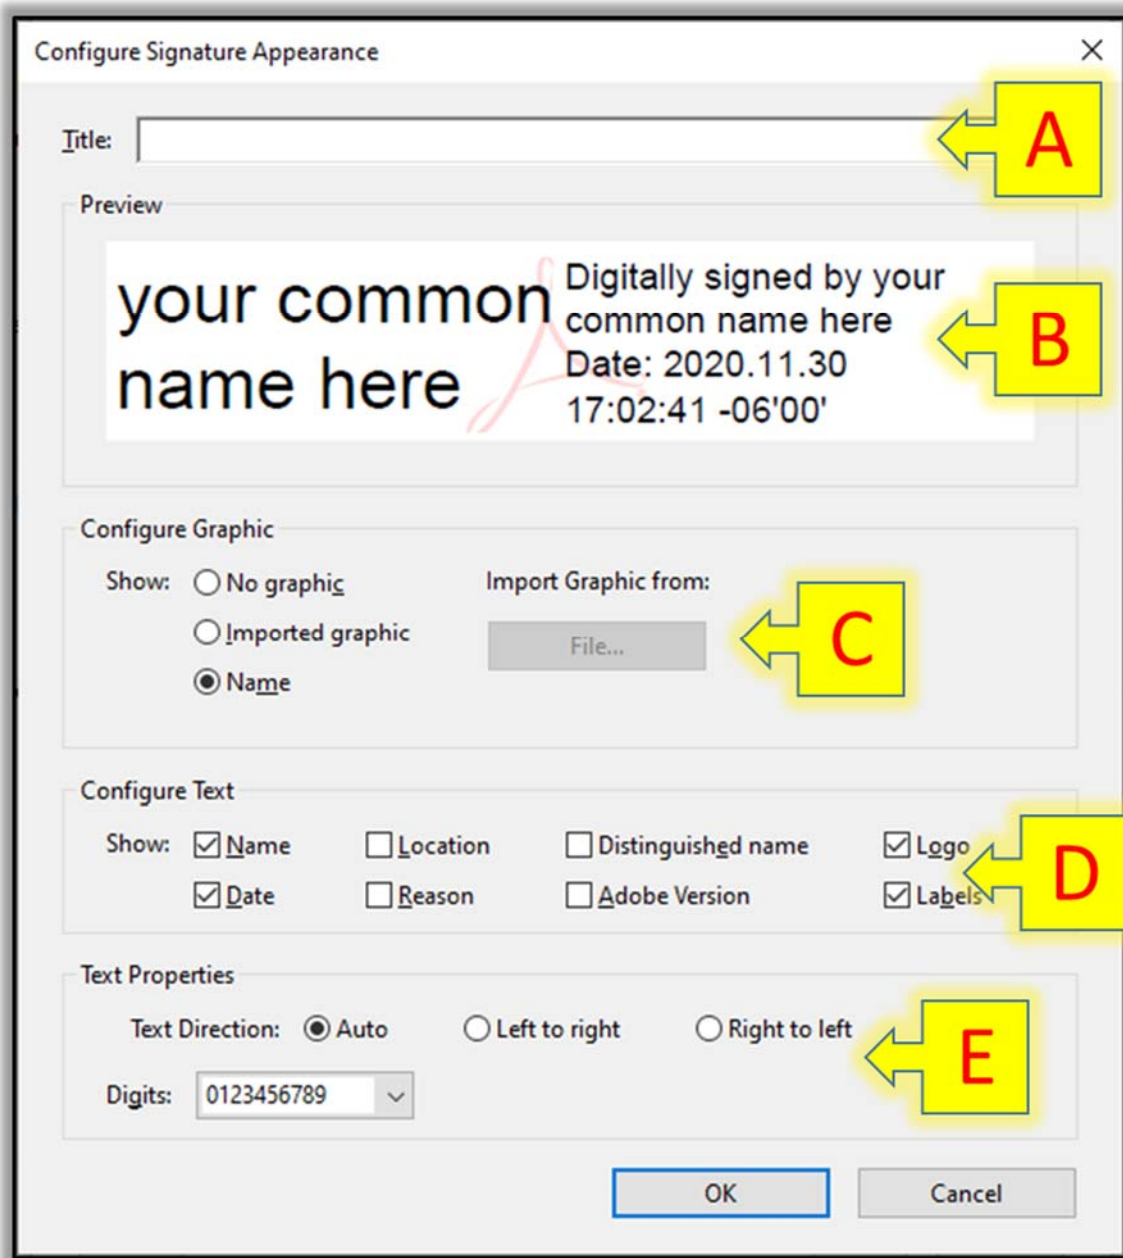 Configure Signature Appearance
Title:
A
Preview
your common
name here
Digitally signed by your
common name here
Date: 2020.11.30
17:02:41 -06'00'
B
Configure Graphic
Show: No graphic Import Graphic from:
Imported graphic File...
Name
C
Configure Text
Show: Name Location Distinguished name Logo
Date Reason Adobe Version Labels
D
Text Properties
Text Direction: Auto Left to right Right to left
E
Digits: 0123456789
OK Cancel